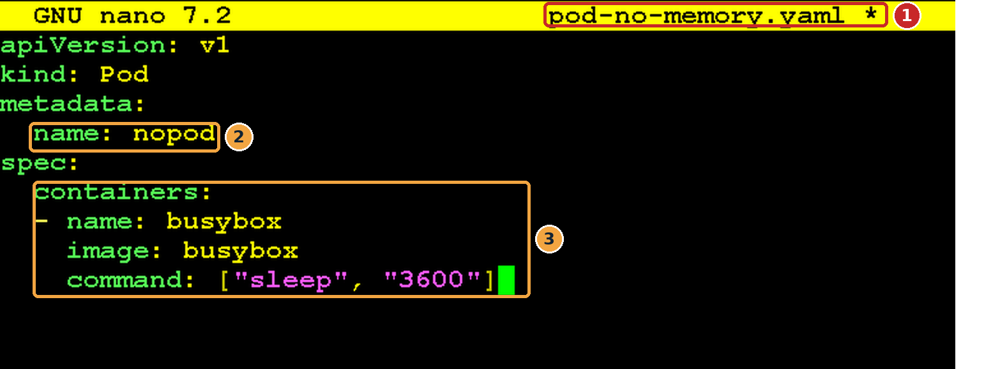 GNU nano 7.2 pod-no-memory.yaml * 1
apiVersion: v1
kind: Pod
metadata:
  name: nopod 2
spec:
  containers:
  - name: busybox
    image: busybox 3
    command: ["sleep", "3600"]